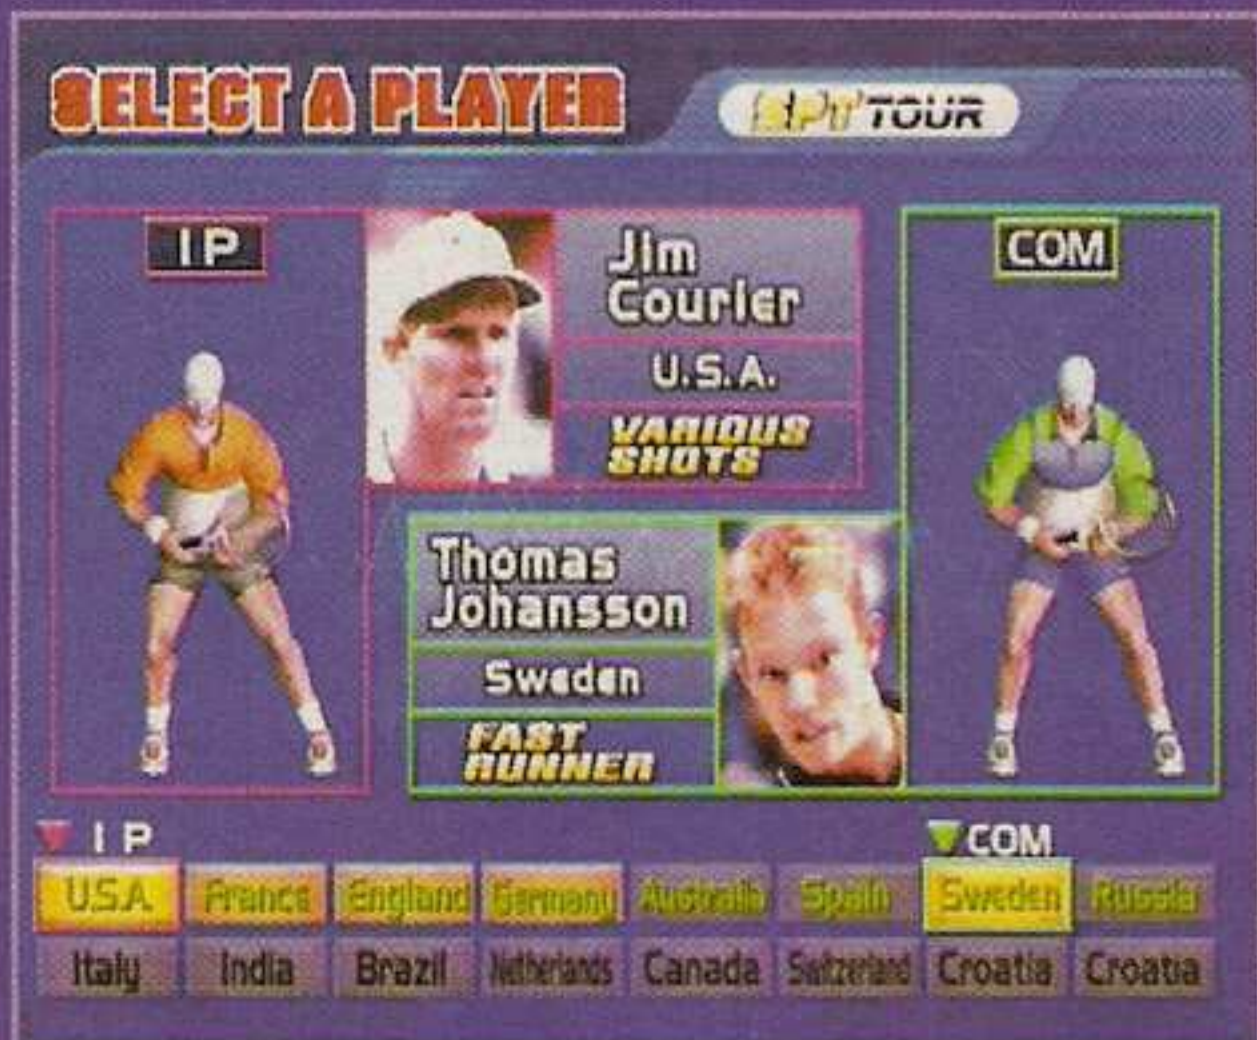 SELECT A PLAYER
SPT TOUR
1P
Jim
Courier
U.S.A.
VARIOUS
SHOTS
COM
Thomas
Johansson
Sweden
FAST
RUNNER
1P
COM
U.S.A. France England Germany Australia Spain Sweden Russia
Italy India Brazil Netherlands Canada Switzerland Croatia Croatia